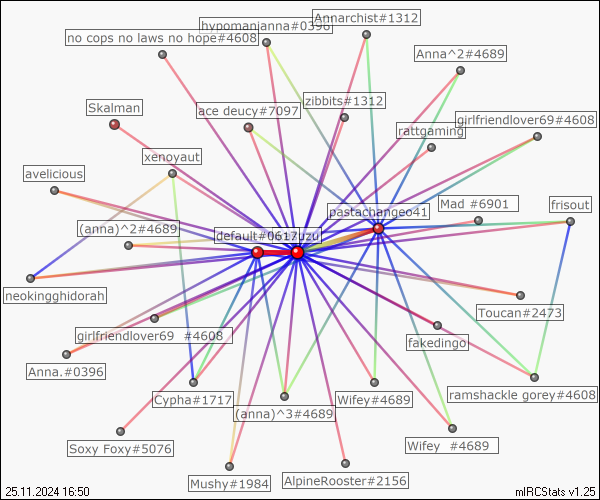 Annarchist#1312
hypomanianna#0396
no cops no laws no hope#4608
Anna^2#4689
zibbits#1312
Skalman
ace deucy#7097
girlfriendlover69#4608
rattgaming
xenoyaut
avelicious
Mad #6901
frisout
pastachangeo41
(anna)^2#4689
default#0617
uzu
neokingghidorah
Toucan#2473
girlfriendlover69 #4608
fakedingo
Anna.#0396
Cypha#1717
Wifey#4689
ramshackle gorey#4608
(anna)^3#4689
Soxy Foxy#5076
Wifey #4689
Mushy#1984
AlpineRooster#2156
25.11.2024 16:50
mIRCStats v1.25